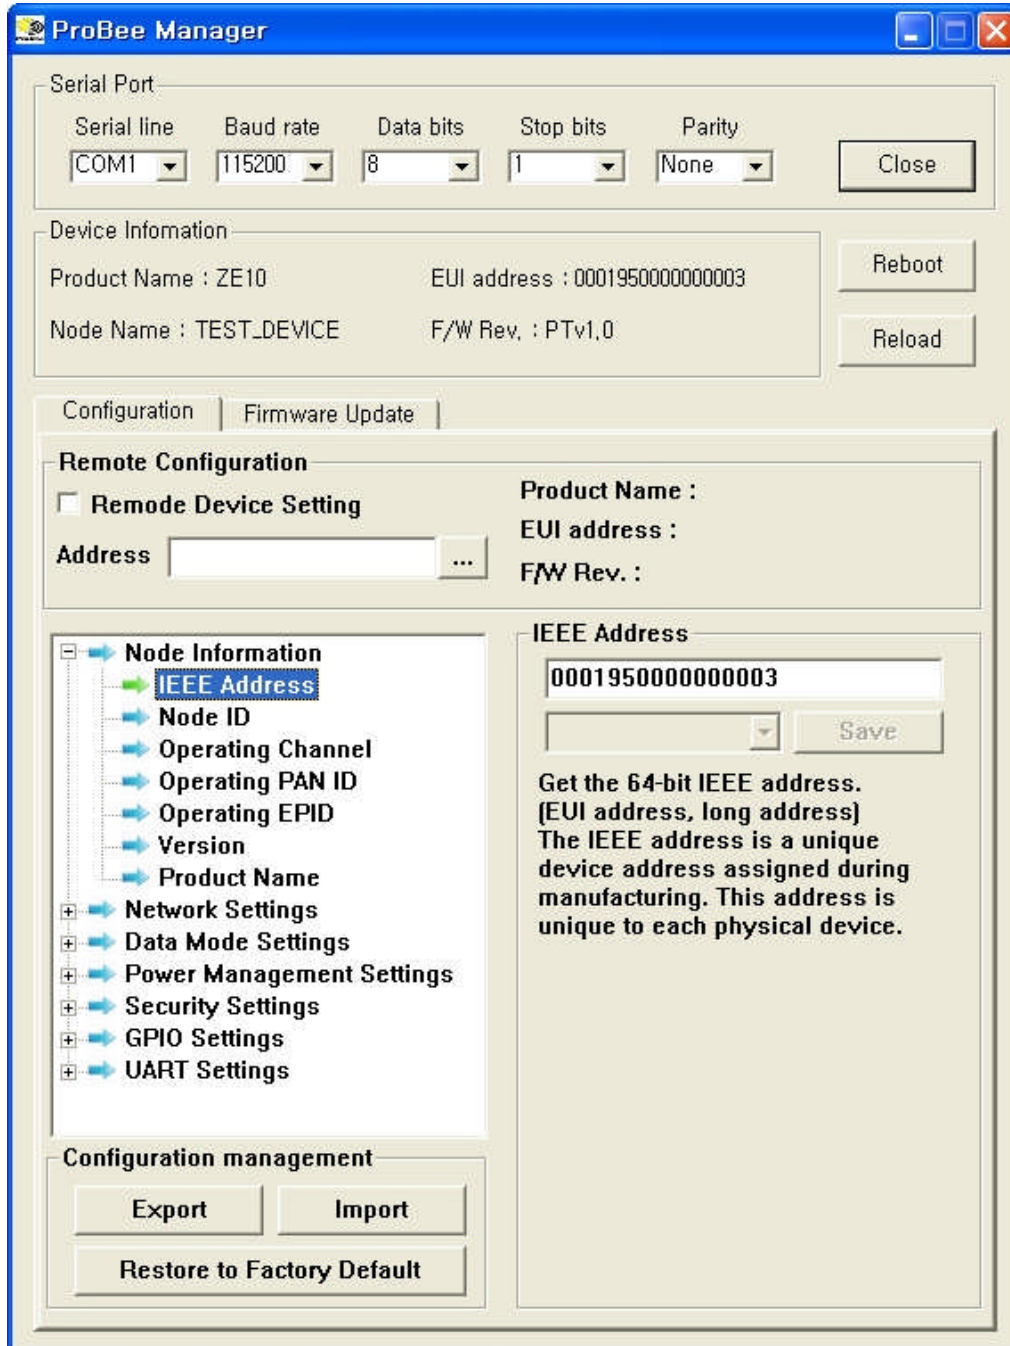 ProBee Manager
Serial Port
Serial line Baud rate Data bits Stop bits Parity
COM1 115200 8 1 None Close
Device Infomation
Product Name : ZE10 EUI address : 0001950000000003 Reboot
Node Name : TEST_DEVICE F/W Rev. : PTv1.0 Reload
Configuration Firmware Update
Remote Configuration
Remode Device Setting Product Name :
EUI address :
Address ... F/W Rev. :
Node Information
IEEE Address
Node ID
Operating Channel
Operating PAN ID
Operating EPID
Version
Product Name
Network Settings
Data Mode Settings
Power Management Settings
Security Settings
GPIO Settings
UART Settings
IEEE Address
0001950000000003
Save
Get the 64-bit IEEE address.
(EUI address, long address)
The IEEE address is a unique
device address assigned during
manufacturing. This address is
unique to each physical device.
Configuration management
Export Import
Restore to Factory Default